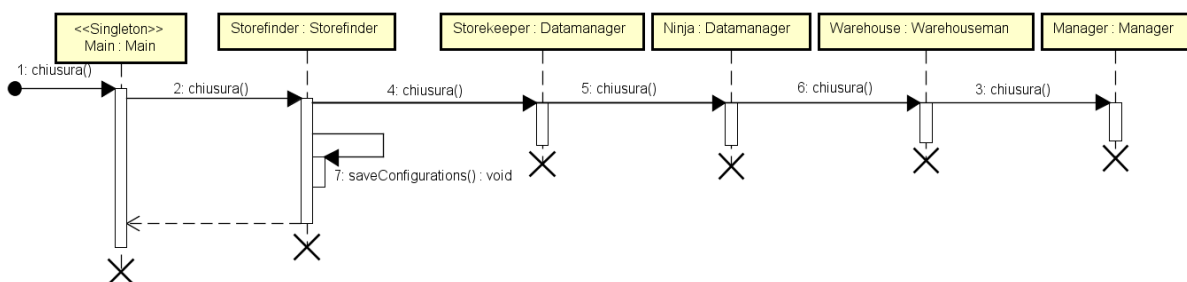 <<Singleton>>
Main : Main
Storefinder : Storefinder
Storekeeper : Datamanager
Ninja : Datamanager
Warehouse : Warehouseman
Manager : Manager
1: chiusura()
2: chiusura()
4: chiusura()
5: chiusura()
6: chiusura()
3: chiusura()
7: saveConfigurations() : void